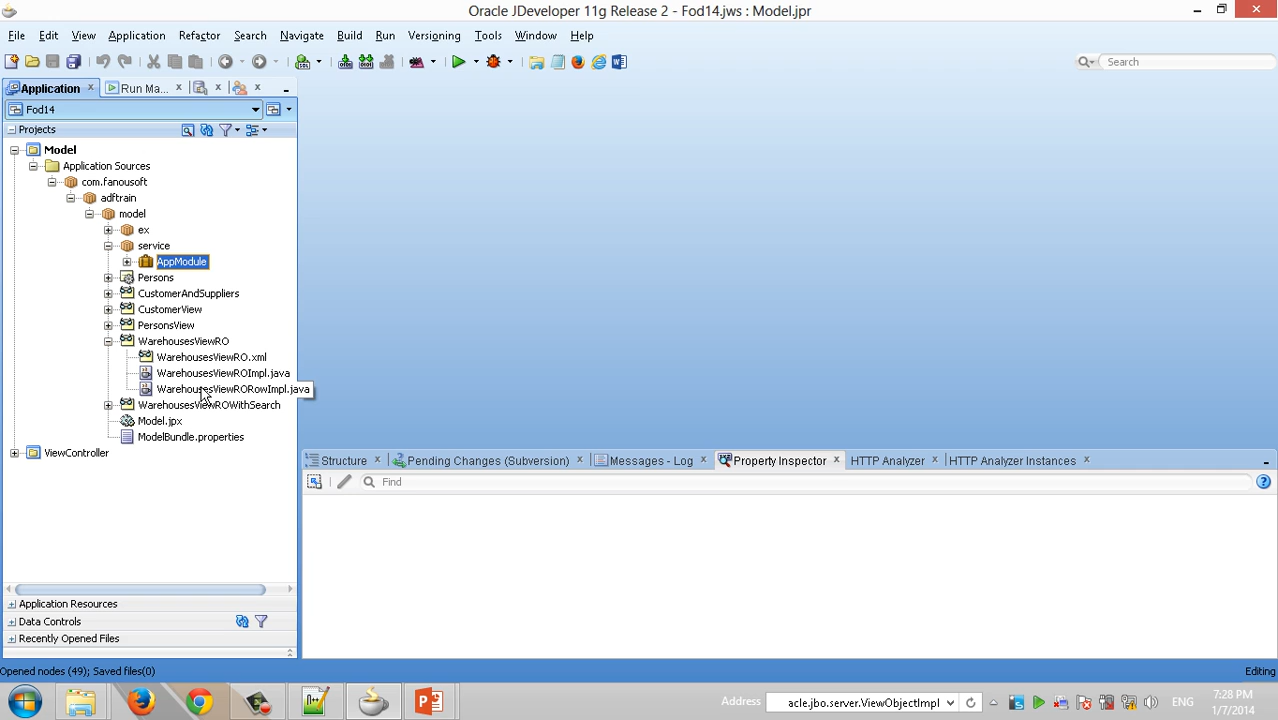 Oracle JDeveloper 11g Release 2 - Fod14.jws : Model.jpr
File Edit View Application Refactor Search Navigate Build Run Versioning Tools Window Help
Search
Application Run Ma...
Fod14
Projects
Model
Application Sources
com.fanousoft
adftrain
model
ex
service
AppModule
Persons
CustomerAndSuppliers
CustomerView
PersonsView
WarehousesViewRO
WarehousesViewRO.xml
WarehousesViewROImpl.java
WarehousesViewRORowImpl.java
WarehousesViewROWithSearch
Model.jpx
ModelBundle.properties
ViewController
Structure Pending Changes (Subversion) Messages - Log Property Inspector HTTP Analyzer HTTP Analyzer Instances
Find
Application Resources
Data Controls
Recently Opened Files
Opened nodes (49); Saved files(0) Editing
Address acle.jbo.server.ViewObjectImpl ENG 7:28 PM
1/7/2014